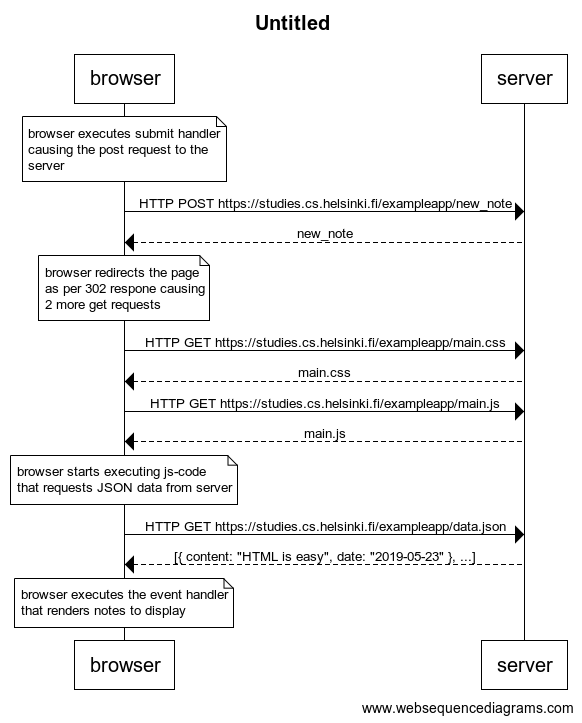 Untitled
browser
server
browser executes submit handler
causing the post request to the
server
HTTP POST https://studies.cs.helsinki.fi/exampleapp/new_note
new_note
browser redirects the page
as per 302 respone causing
2 more get requests
HTTP GET https://studies.cs.helsinki.fi/exampleapp/main.css
main.css
HTTP GET https://studies.cs.helsinki.fi/exampleapp/main.js
main.js
browser starts executing js-code
that requests JSON data from server
HTTP GET https://studies.cs.helsinki.fi/exampleapp/data.json
[{ content: "HTML is easy", date: "2019-05-23" }, ...]
browser executes the event handler
that renders notes to display
browser
server
www.websequencediagrams.com